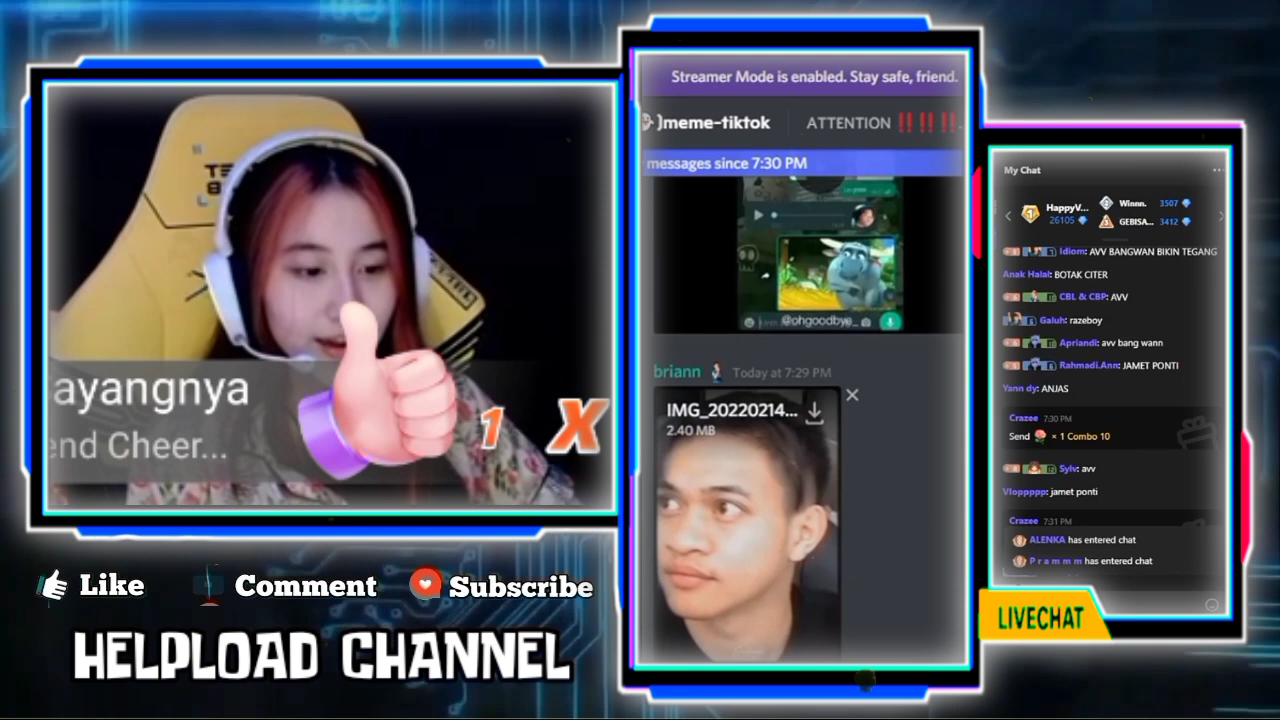 TE
8
ayangnya
end Cheer...
1 X
Like
Comment
Subscribe
HELPLOAD CHANNEL
Streamer Mode is enabled. Stay safe, friend.
)meme-tiktok
ATTENTION ‼️‼️‼️
messages since 7:30 PM
@ohgoodbye
briann
Today at 7:29 PM
IMG_20220214...
2.40 MB
My Chat
HappyV...
26105
Winnn. 3507
GEBISA... 3412
Idiom: AVV BANGWAN BIKIN TEGANG
Anak Halal: BOTAK CITER
CBL & CBP: AVV
Galuh: razeboy
Apriandi: avv bang wann
Rahmadi.Ann: JAMET PONTI
Yann dy: ANJAS
Crazee 7:30 PM
Send × 1 Combo 10
Sylv: avv
Vloppppp: jamet ponti
Crazee 7:31 PM
ALENKA has entered chat
P r a m m m has entered chat
LIVECHAT